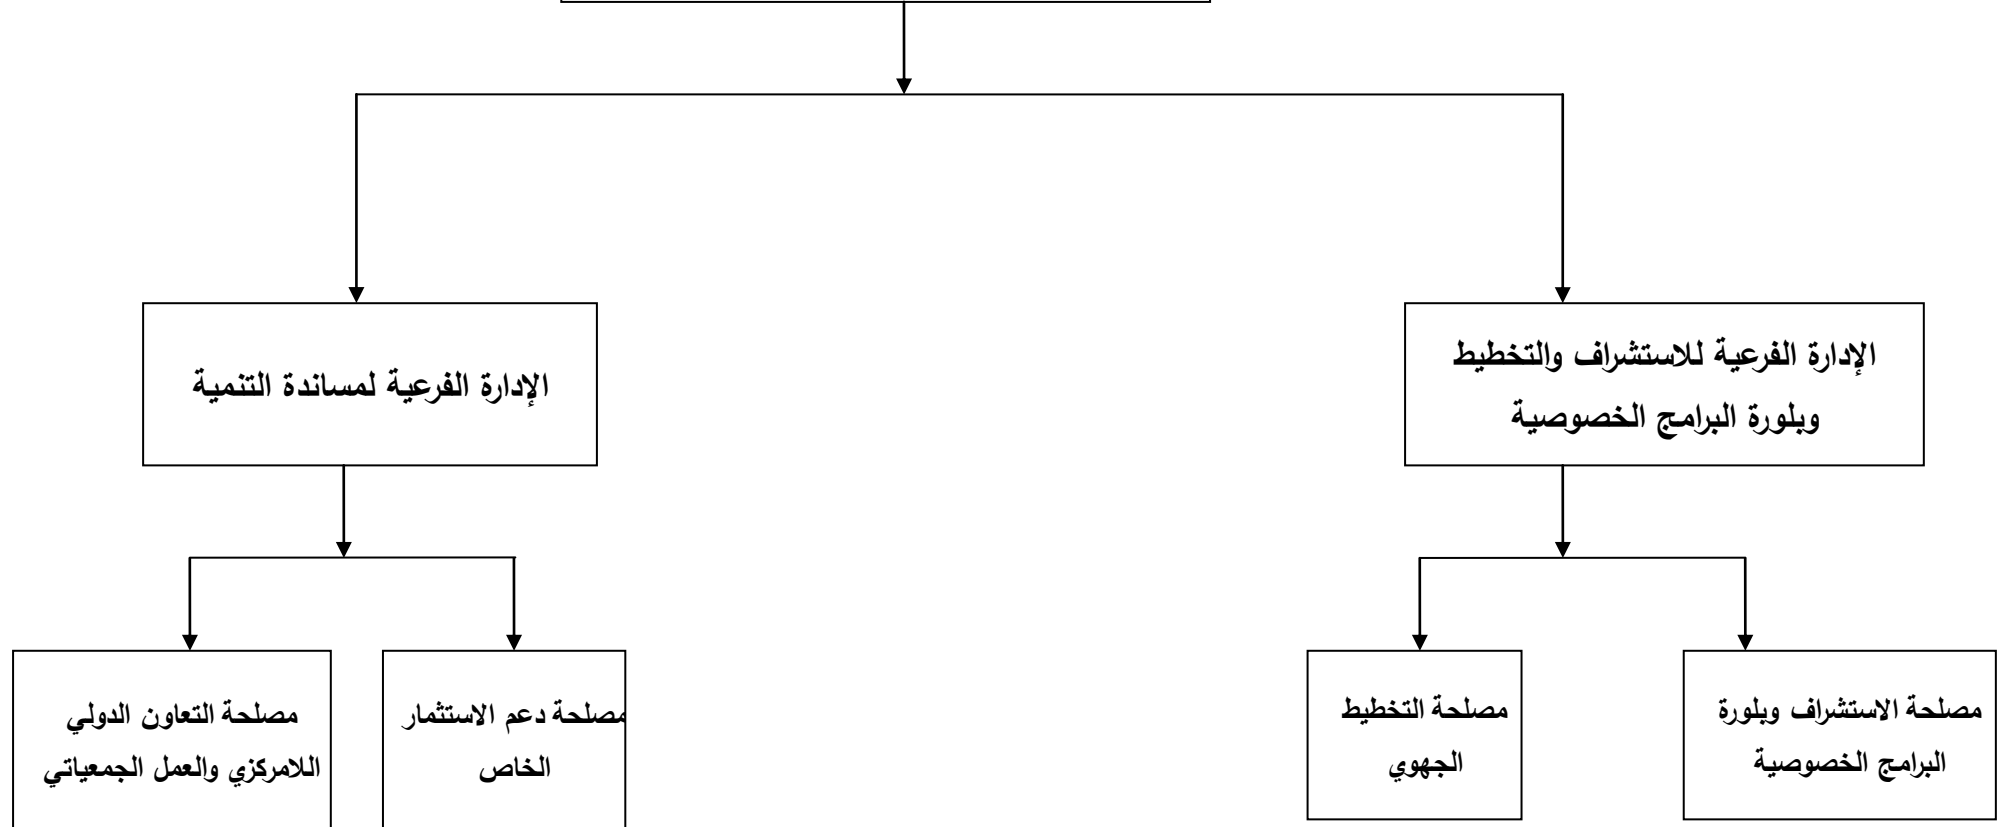 الإدارة الفرعية للاستشراف والتخطيط
وبلورة البرامج الخصوصية
الإدارة الفرعية لمساندة التنمية
مصلحة الاستشراف وبلورة
البرامج الخصوصية
مصلحة التخطيط
الجهوي
مصلحة دعم الاستثمار
الخاص
مصلحة التعاون الدولي
اللامركزي والعمل الجمعياتي